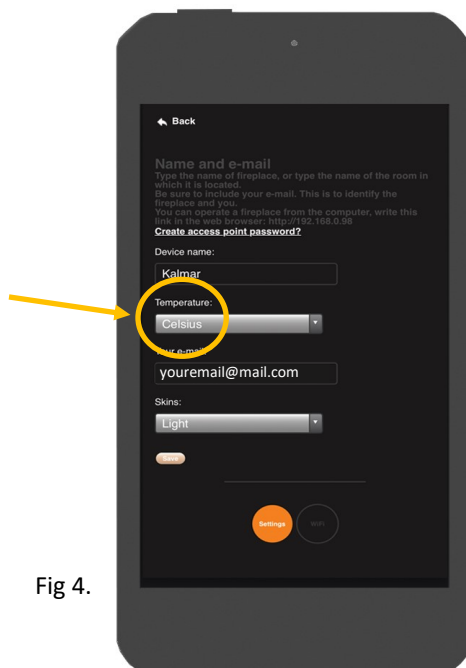 Back
Name and e-mail
Type the name of fireplace, or type the name of the room in
which it is located.
Be sure to include your e-mail. This is to identify the
fireplace and you.
You can operate a fireplace from the computer, write this
link in the web browser: http://192.168.0.98
Create access point password?
Device name:
Kalmar
Temperature:
Celsius
Your e-mail:
youremail@mail.com
Skins:
Light
Save
Settings
WiFi
Fig 4.